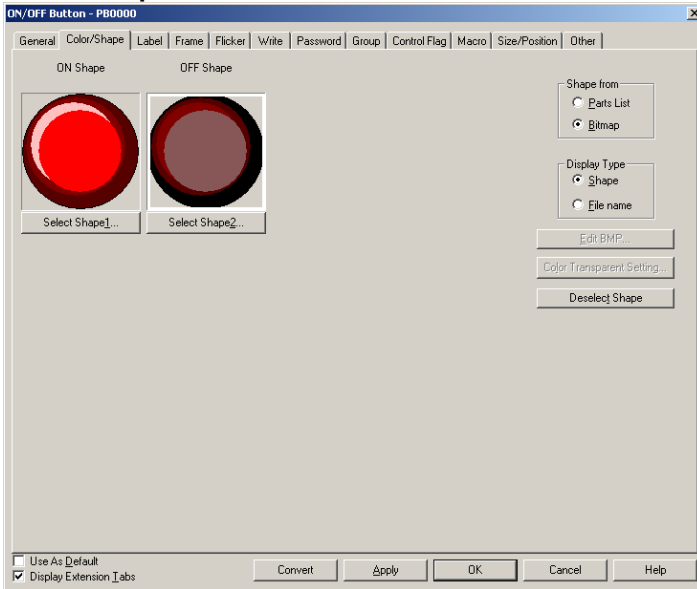 ON/OFF Button - PB0000
General Color/Shape Label Frame Flicker Write Password Group Control Flag Macro Size/Position Other
ON Shape OFF Shape
Select Shape1... Select Shape2...
Shape from
Parts List
Bitmap
Display Type
Shape
File name
Edit BMP...
Color Transparent Setting...
Deselect Shape
Use As Default
Display Extension Tabs
Convert Apply OK Cancel Help